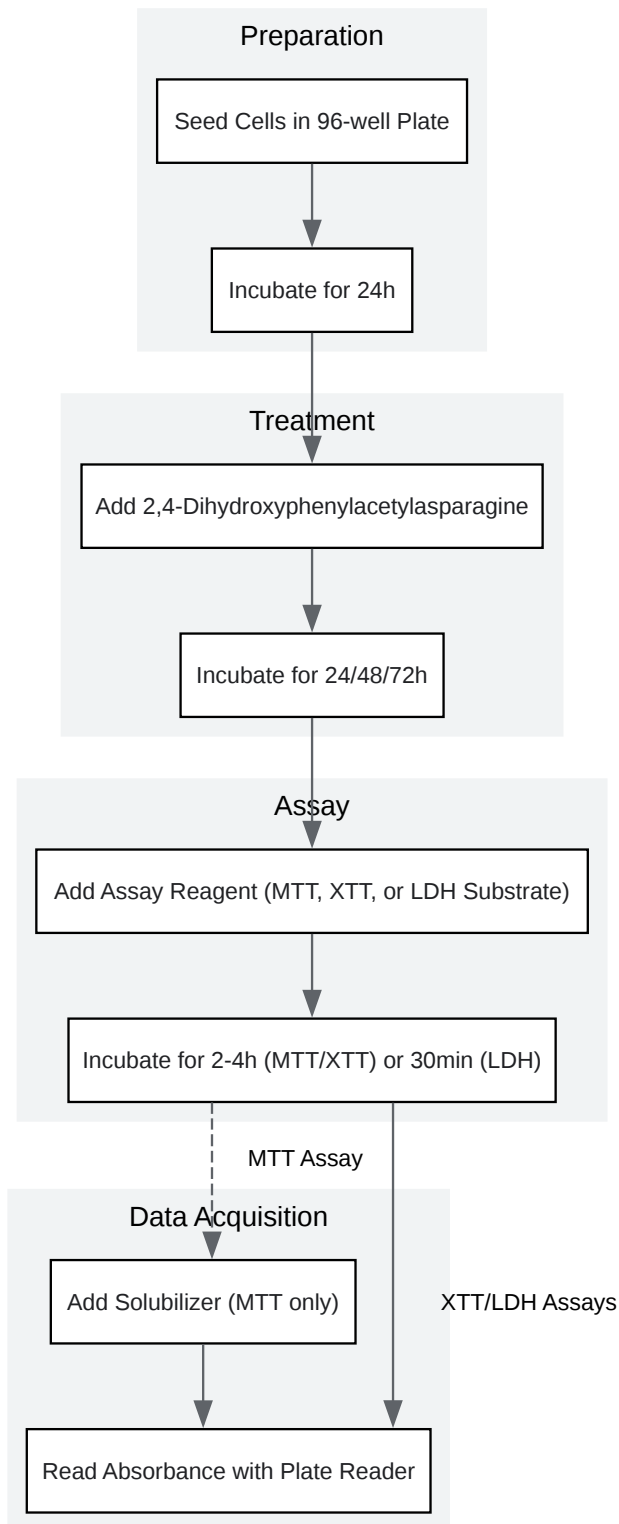 Preparation
Seed Cells in 96-well Plate
Incubate for 24h
Treatment
Add 2,4-Dihydroxyphenylacetylasparagine
Incubate for 24/48/72h
Assay
Add Assay Reagent (MTT, XTT, or LDH Substrate)
Incubate for 2-4h (MTT/XTT) or 30min (LDH)
MTT Assay
Data Acquisition
Add Solubilizer (MTT only)
XTT/LDH Assays
Read Absorbance with Plate Reader